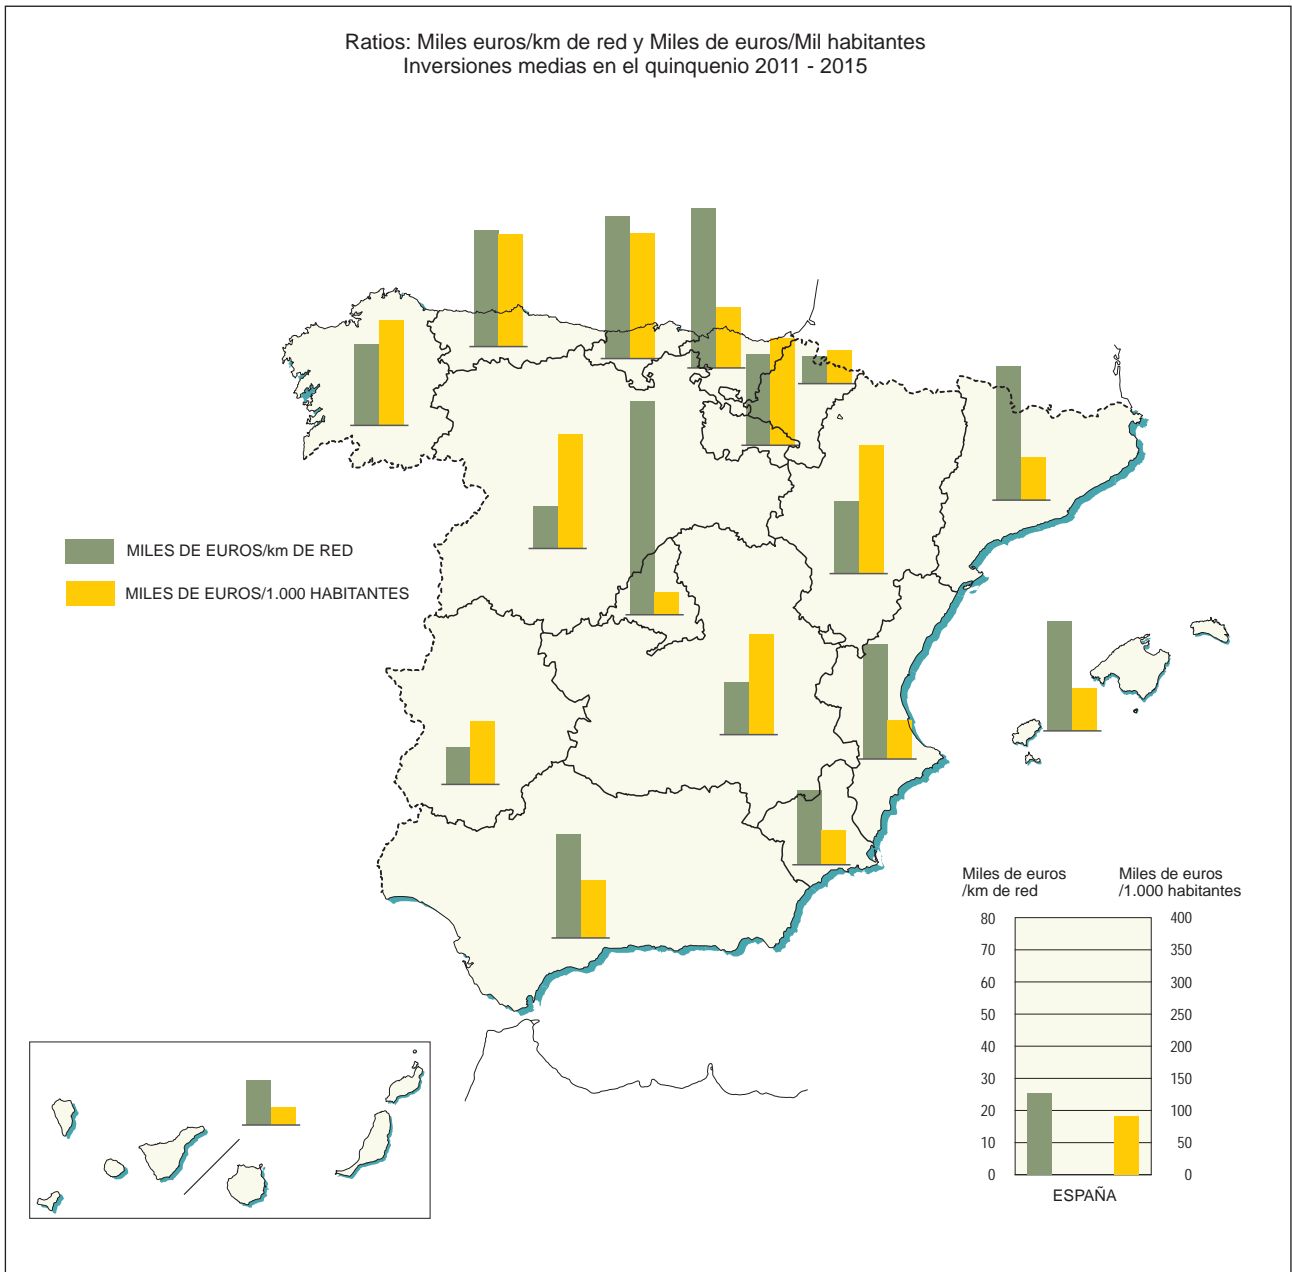 Ratios: Miles euros/km de red y Miles de euros/Mil habitantes
Inversiones medias en el quinquenio 2011 - 2015
MILES DE EUROS/km DE RED
MILES DE EUROS/1.000 HABITANTES
Miles de euros
/km de red
Miles de euros
/1.000 habitantes
80 400
70 350
60 300
50 250
40 200
30 150
20 100
10 50
0 0
ESPAÑA